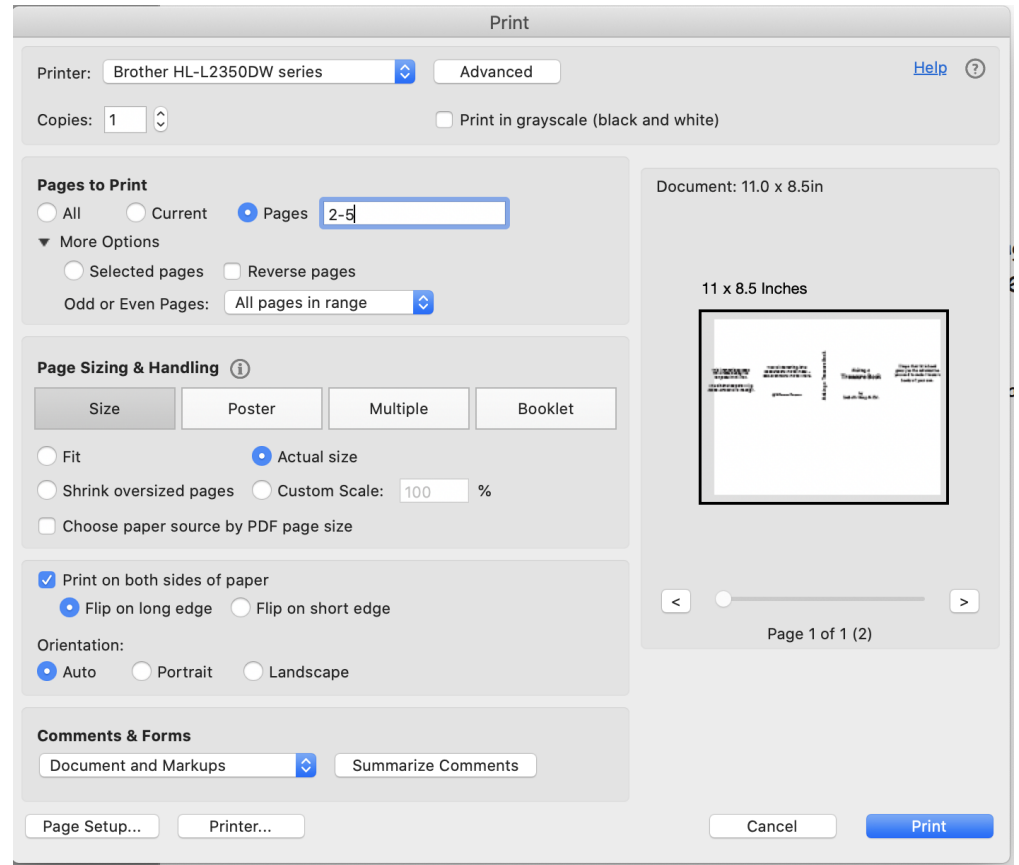 Print
Printer: Brother HL-L2350DW series Advanced Help ?
Copies: 1 Print in grayscale (black and white)
Pages to Print
All Current Pages 2-5
More Options
Selected pages Reverse pages
Odd or Even Pages: All pages in range
Page Sizing & Handling i
Size Poster Multiple Booklet
Fit Actual size
Shrink oversized pages Custom Scale: 100 %
Choose paper source by PDF page size
Print on both sides of paper
Flip on long edge Flip on short edge
Orientation:
Auto Portrait Landscape
Comments & Forms
Document and Markups Summarize Comments
Document: 11.0 x 8.5in
11 x 8.5 Inches
Treasure Book
< >
Page 1 of 1 (2)
Page Setup... Printer... Cancel Print